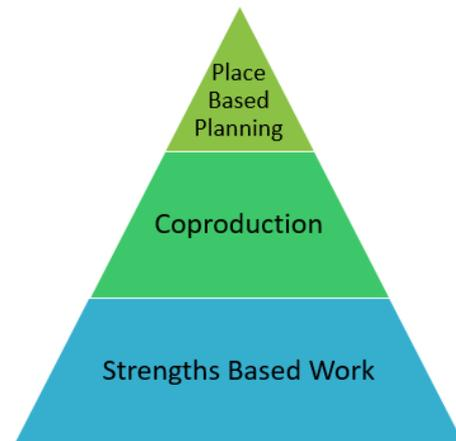 Place
Based
Planning
Coproduction
Strengths Based Work